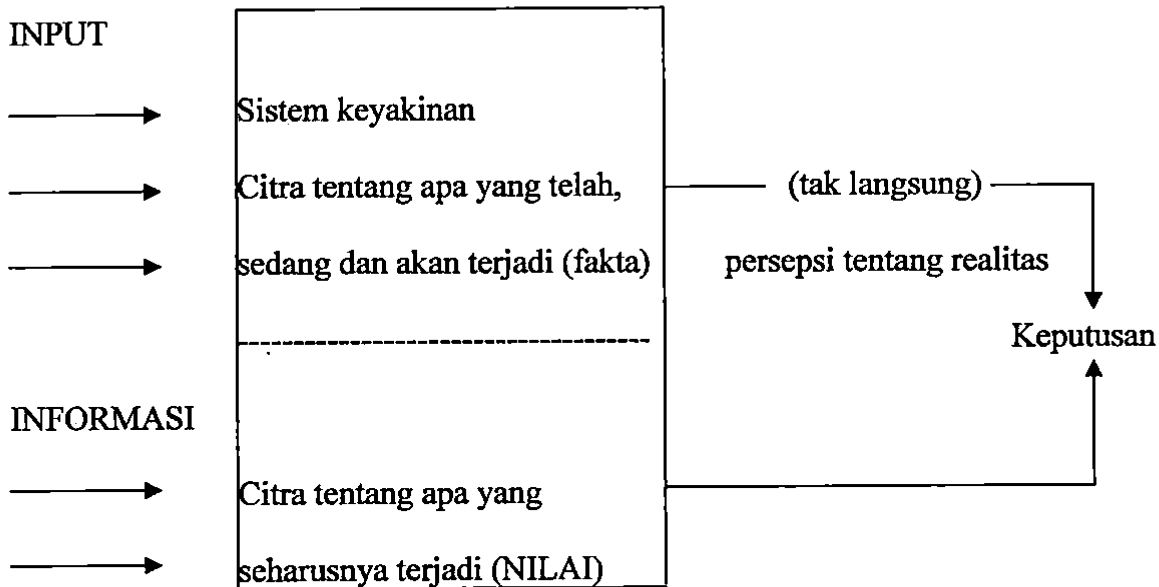 INPUT
Sistem keyakinan
Citra tentang apa yang telah,
sedang dan akan terjadi (fakta)
(tak langsung)
persepsi tentang realitas
Keputusan
INFORMASI
Citra tentang apa yang
seharusnya terjadi (NILAI)